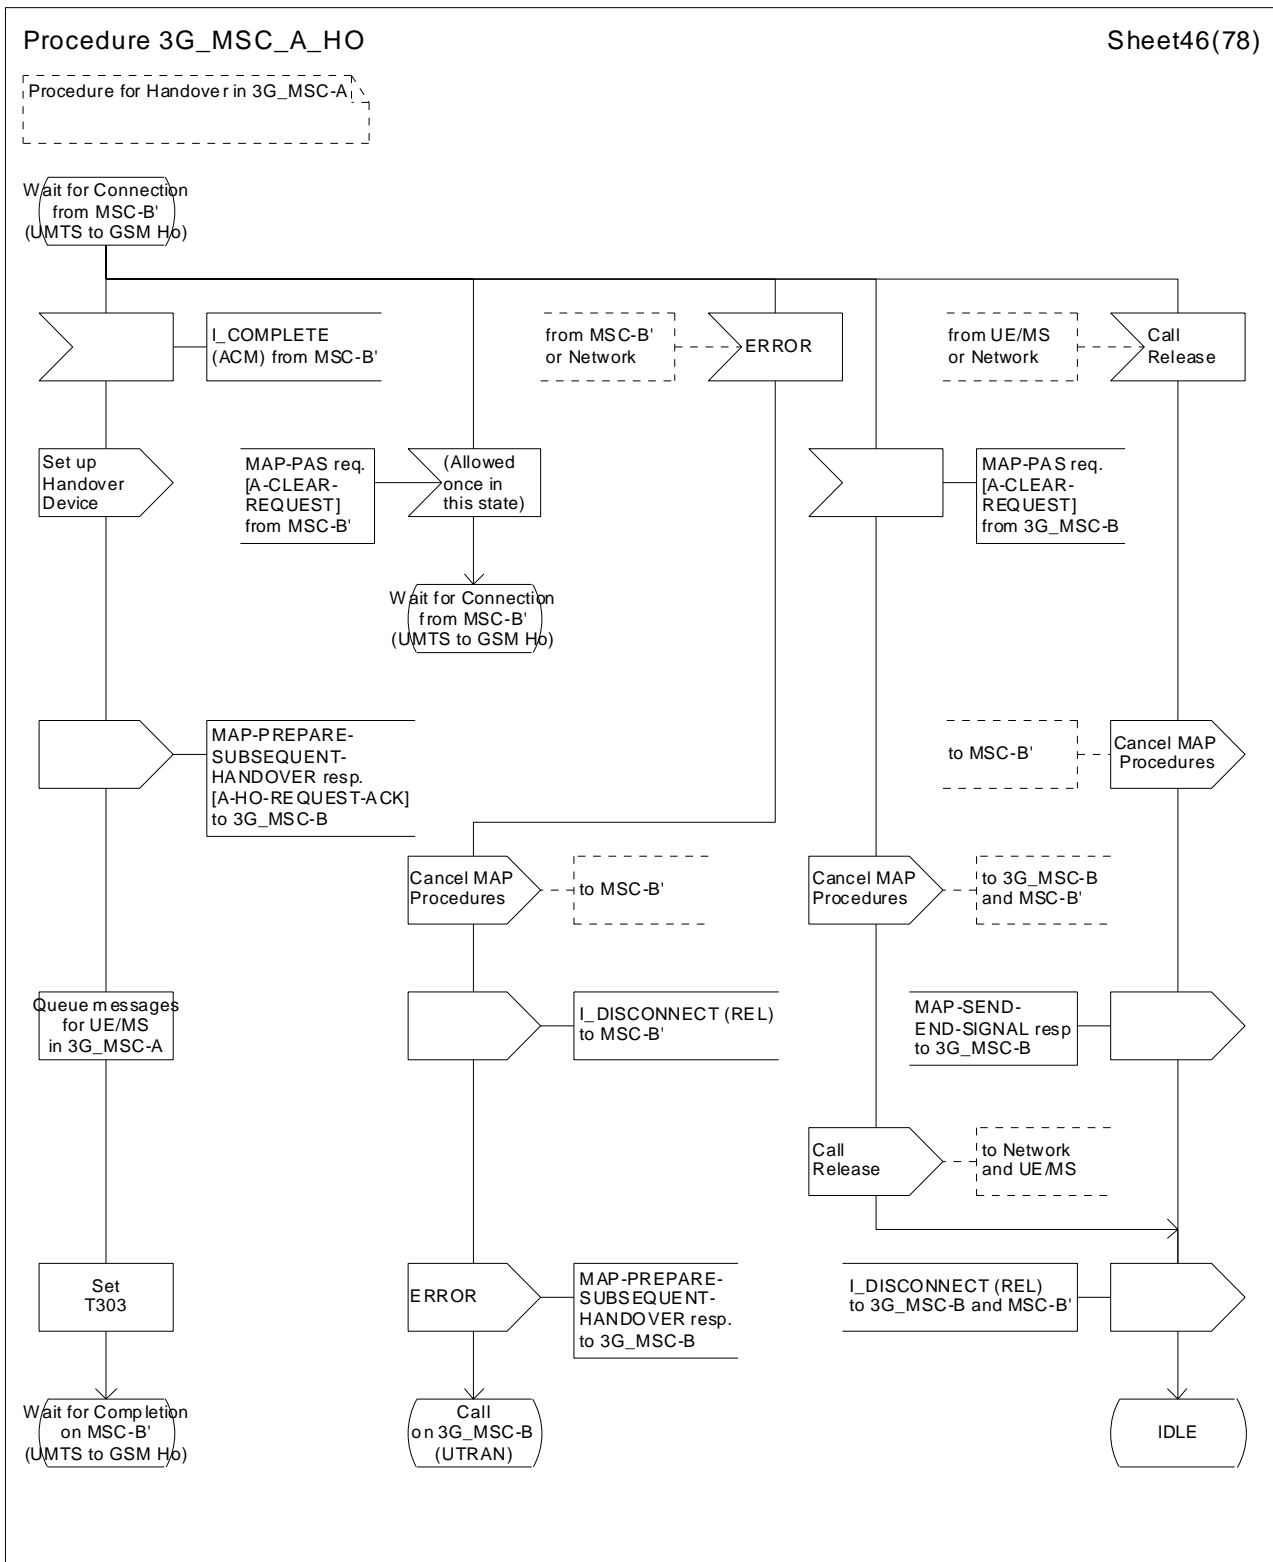 Procedure 3G_MSC_A_HO
Sheet46(78)
Procedure for Handover in 3G_MSC-A
Wait for Connection
from MSC-B'
(UMTS to GSM Ho)
I_COMPLETE
(ACM) from MSC-B'
from MSC-B'
or Network
ERROR
from UE/MS
or Network
Call
Release
Set up
Handover
Device
MAP-PAS req.
[A-CLEAR-
REQUEST]
from MSC-B'
(Allowed
once in
this state)
MAP-PAS req.
[A-CLEAR-
REQUEST]
from 3G_MSC-B
Wait for Connection
from MSC-B'
(UMTS to GSM Ho)
MAP-PREPARE-
SUBSEQUENT-
HANDOVER resp.
[A-HO-REQUEST-ACK]
to 3G_MSC-B
to MSC-B'
Cancel MAP
Procedures
Cancel MAP
Procedures
to MSC-B'
Cancel MAP
Procedures
to 3G_MSC-B
and MSC-B'
Queue messages
for UE/MS
in 3G_MSC-A
I_DISCONNECT (REL)
to MSC-B'
MAP-SEND-
END-SIGNAL resp
to 3G_MSC-B
Call
Release
to Network
and UE/MS
Set
T303
ERROR
MAP-PREPARE-
SUBSEQUENT-
HANDOVER resp.
to 3G_MSC-B
I_DISCONNECT (REL)
to 3G_MSC-B and MSC-B'
Wait for Completion
on MSC-B'
(UMTS to GSM Ho)
Call
on 3G_MSC-B
(UTRAN)
IDLE